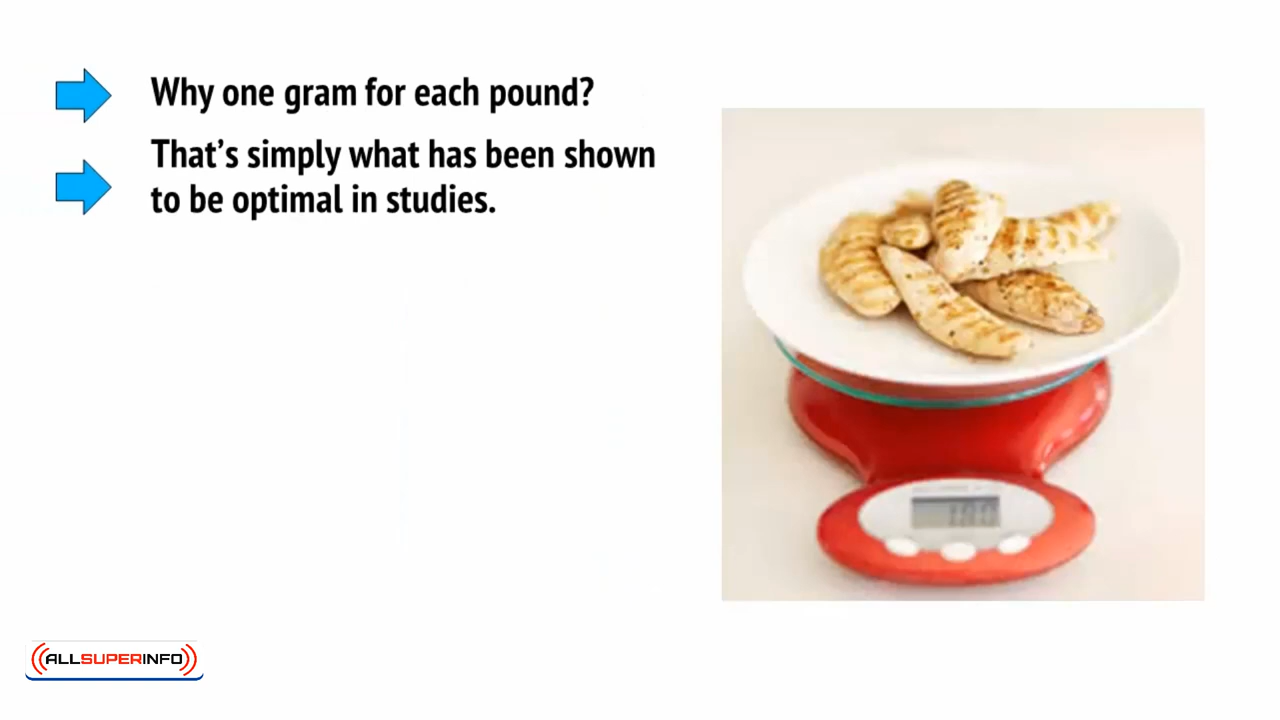 Why one gram for each pound?
That's simply what has been shown
to be optimal in studies.
ALLSUPERINFO